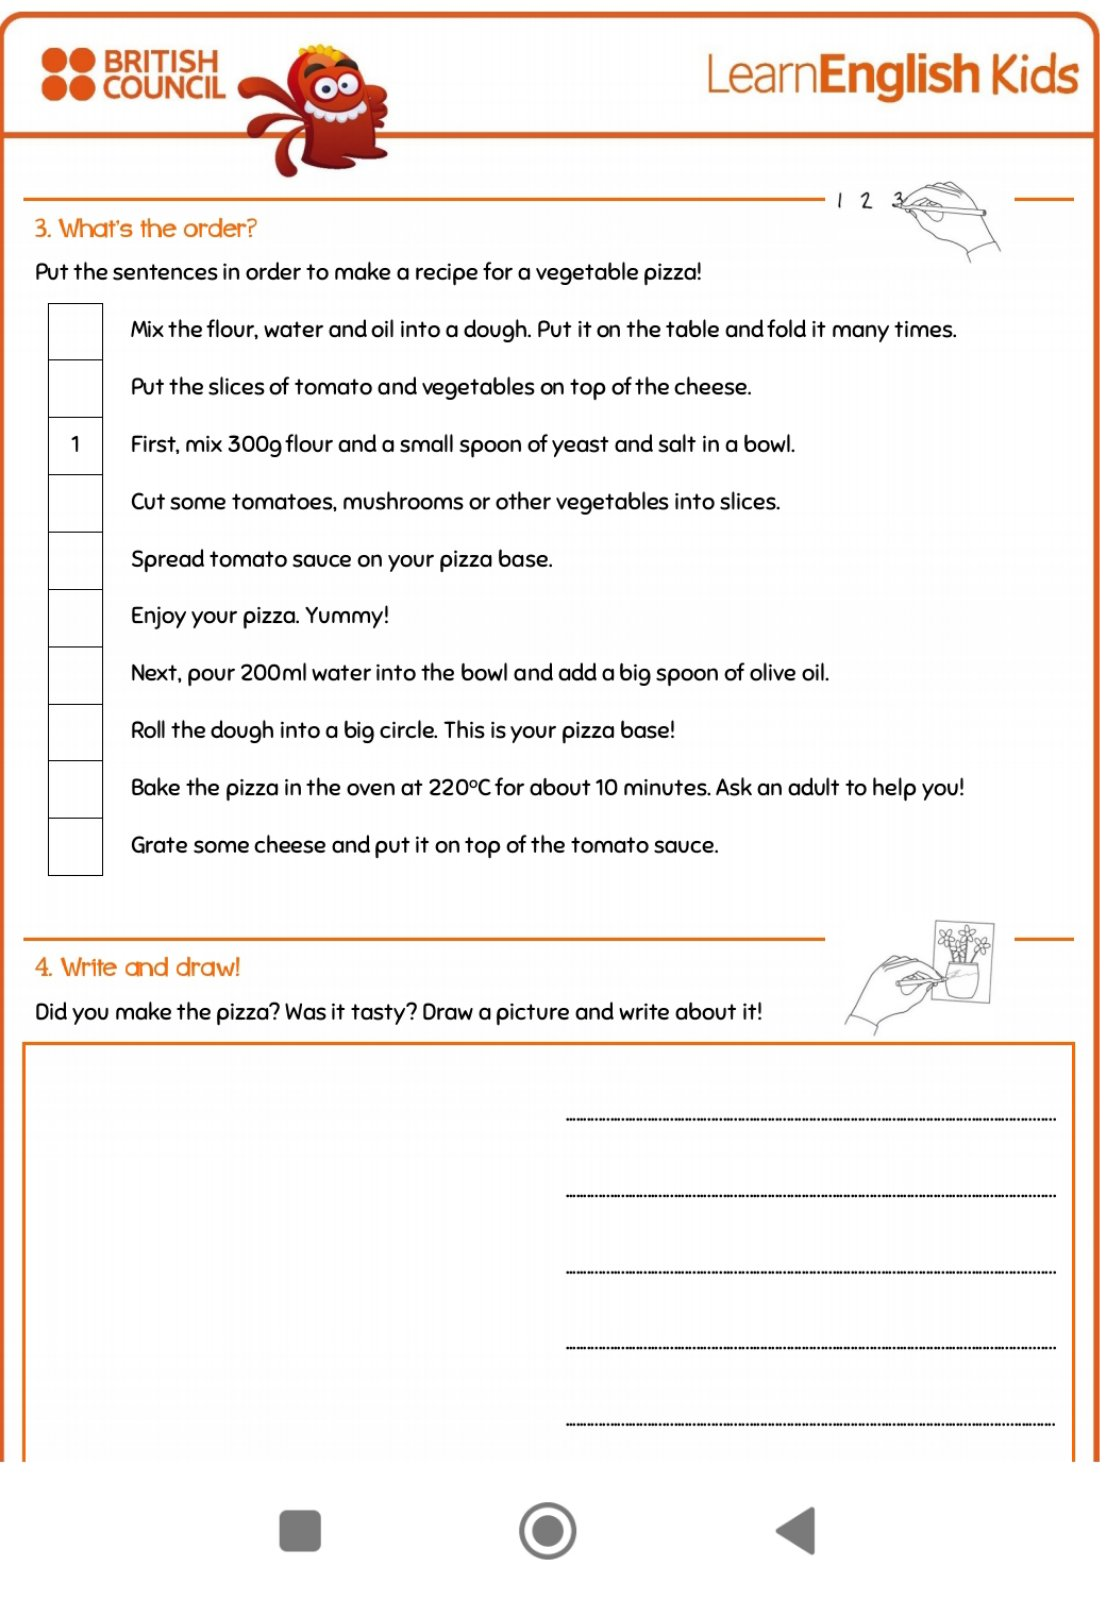 BRITISH
COUNCIL
LearnEnglish Kids
1 2 3
3. What's the order?
Put the sentences in order to make a recipe for a vegetable pizza!
Mix the flour, water and oil into a dough. Put it on the table and fold it many times.
Put the slices of tomato and vegetables on top of the cheese.
1 First, mix 300g flour and a small spoon of yeast and salt in a bowl.
Cut some tomatoes, mushrooms or other vegetables into slices.
Spread tomato sauce on your pizza base.
Enjoy your pizza. Yummy!
Next, pour 200ml water into the bowl and add a big spoon of olive oil.
Roll the dough into a big circle. This is your pizza base!
Bake the pizza in the oven at 220ºC for about 10 minutes. Ask an adult to help you!
Grate some cheese and put it on top of the tomato sauce.
4. Write and draw!
Did you make the pizza? Was it tasty? Draw a picture and write about it!